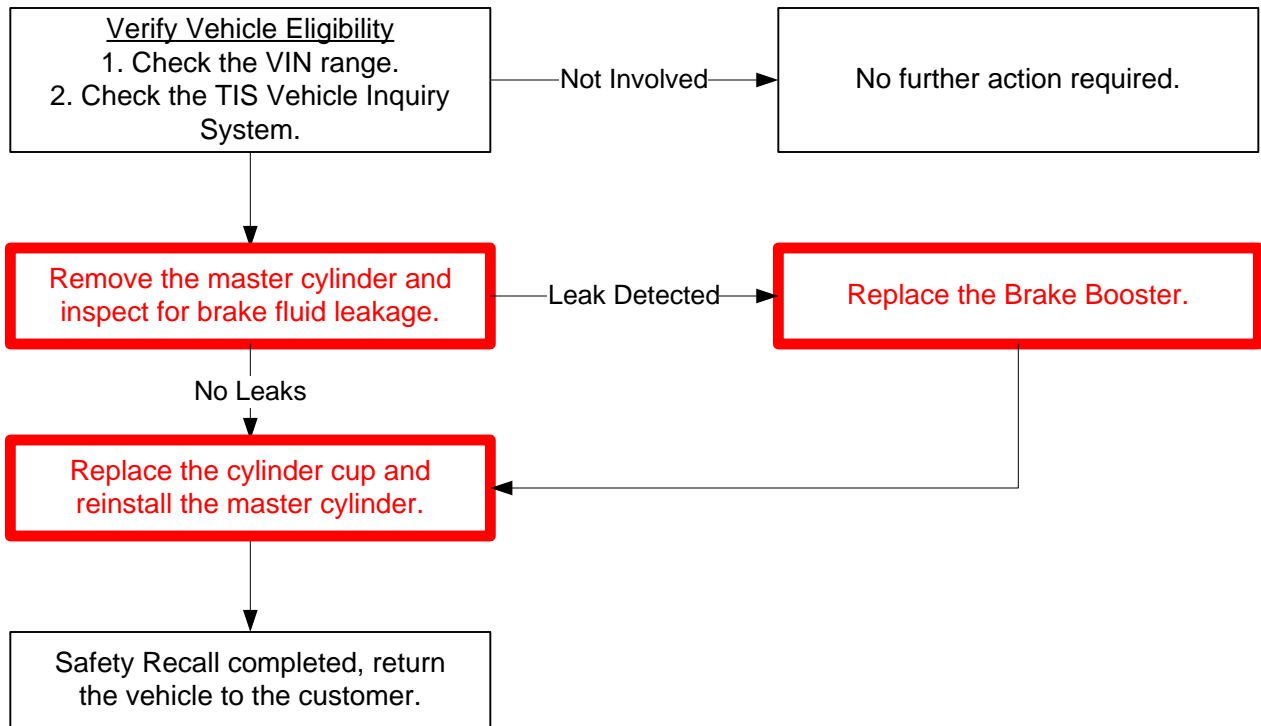 Verify Vehicle Eligibility
1. Check the VIN range.
2. Check the TIS Vehicle Inquiry
System.
Not Involved
No further action required.
Remove the master cylinder and
inspect for brake fluid leakage.
Leak Detected
Replace the Brake Booster.
No Leaks
Replace the cylinder cup and
reinstall the master cylinder.
Safety Recall completed, return
the vehicle to the customer.